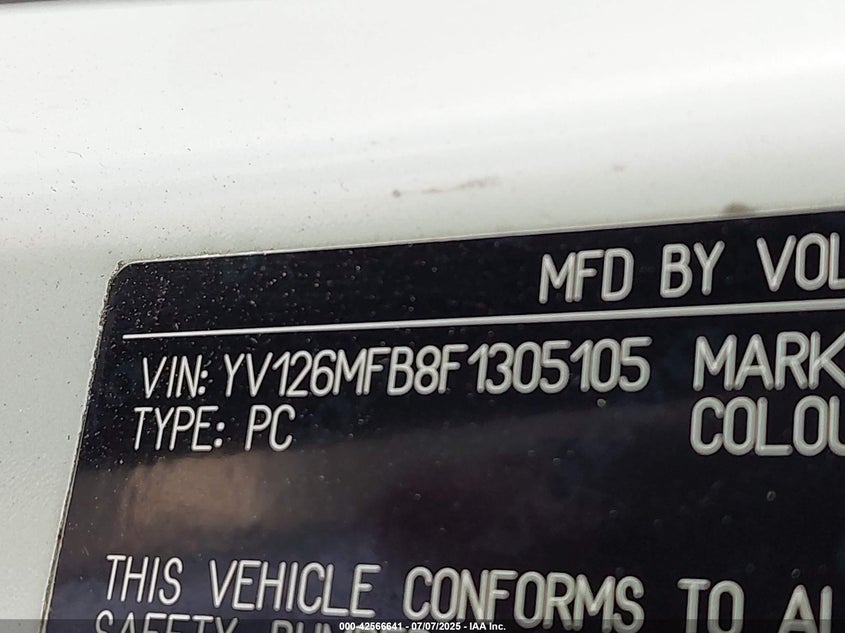 MFD BY VOL
VIN: YV126MFB8F1305105 MARK
TYPE: PC COLOU
THIS VEHICLE CONFORMS TO AL
SAFETY
000-42566641 - 07/07/2025 - IAA Inc.